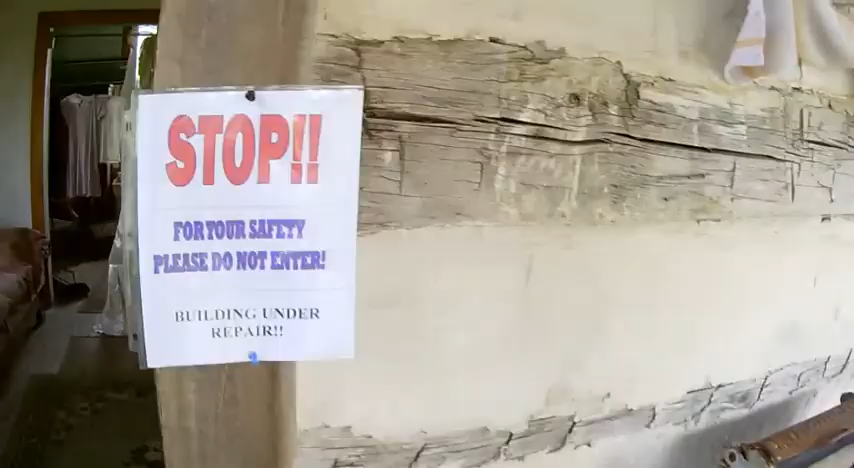 STOP!!
FOR YOUR SAFETY
PLEASE DO NOT ENTER!
BUILDING UNDER
REPAIR!!